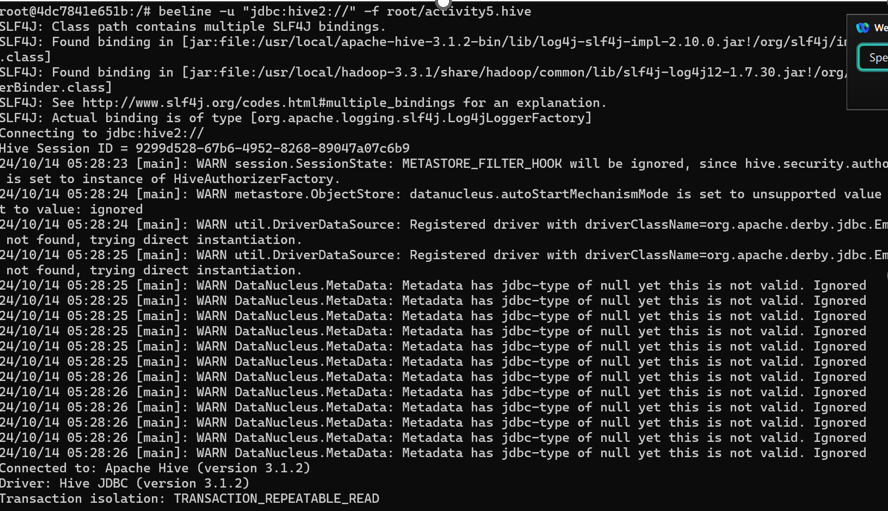 root@4dc7841e651b:/# beeline -u "jdbc:hive2://" -f root/activity5.hive
SLF4J: Class path contains multiple SLF4J bindings.
SLF4J: Found binding in [jar:file:/usr/local/apache-hive-3.1.2-bin/lib/log4j-slf4j-impl-2.10.0.jar!/org/slf4j/im
.class]
SLF4J: Found binding in [jar:file:/usr/local/hadoop-3.3.1/share/hadoop/common/lib/slf4j-log4j12-1.7.30.jar!/org/
erBinder.class]
SLF4J: See http://www.slf4j.org/codes.html#multiple_bindings for an explanation.
SLF4J: Actual binding is of type [org.apache.logging.slf4j.Log4jLoggerFactory]
Connecting to jdbc:hive2://
Hive Session ID = 9299d528-67b6-4952-8268-89047a07c6b9
24/10/14 05:28:23 [main]: WARN session.SessionState: METASTORE_FILTER_HOOK will be ignored, since hive.security.autho
 is set to instance of HiveAuthorizerFactory.
24/10/14 05:28:24 [main]: WARN metastore.ObjectStore: datanucleus.autoStartMechanismMode is set to unsupported value
t to value: ignored
24/10/14 05:28:24 [main]: WARN util.DriverDataSource: Registered driver with driverClassName=org.apache.derby.jdbc.Em
 not found, trying direct instantiation.
24/10/14 05:28:25 [main]: WARN util.DriverDataSource: Registered driver with driverClassName=org.apache.derby.jdbc.Em
 not found, trying direct instantiation.
24/10/14 05:28:25 [main]: WARN DataNucleus.MetaData: Metadata has jdbc-type of null yet this is not valid. Ignored
24/10/14 05:28:25 [main]: WARN DataNucleus.MetaData: Metadata has jdbc-type of null yet this is not valid. Ignored
24/10/14 05:28:25 [main]: WARN DataNucleus.MetaData: Metadata has jdbc-type of null yet this is not valid. Ignored
24/10/14 05:28:25 [main]: WARN DataNucleus.MetaData: Metadata has jdbc-type of null yet this is not valid. Ignored
24/10/14 05:28:25 [main]: WARN DataNucleus.MetaData: Metadata has jdbc-type of null yet this is not valid. Ignored
24/10/14 05:28:25 [main]: WARN DataNucleus.MetaData: Metadata has jdbc-type of null yet this is not valid. Ignored
24/10/14 05:28:26 [main]: WARN DataNucleus.MetaData: Metadata has jdbc-type of null yet this is not valid. Ignored
24/10/14 05:28:26 [main]: WARN DataNucleus.MetaData: Metadata has jdbc-type of null yet this is not valid. Ignored
24/10/14 05:28:26 [main]: WARN DataNucleus.MetaData: Metadata has jdbc-type of null yet this is not valid. Ignored
24/10/14 05:28:26 [main]: WARN DataNucleus.MetaData: Metadata has jdbc-type of null yet this is not valid. Ignored
24/10/14 05:28:26 [main]: WARN DataNucleus.MetaData: Metadata has jdbc-type of null yet this is not valid. Ignored
24/10/14 05:28:26 [main]: WARN DataNucleus.MetaData: Metadata has jdbc-type of null yet this is not valid. Ignored
Connected to: Apache Hive (version 3.1.2)
Driver: Hive JDBC (version 3.1.2)
Transaction isolation: TRANSACTION_REPEATABLE_READ
We
Spe